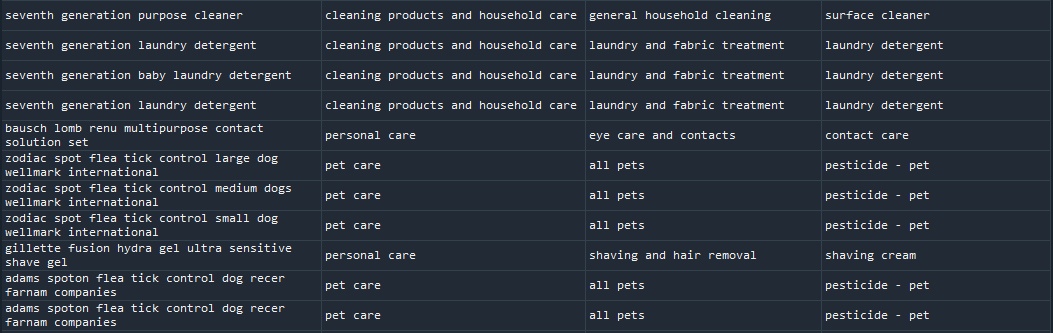 seventh generation purpose cleaner cleaning products and household care general household cleaning surface cleaner
seventh generation laundry detergent cleaning products and household care laundry and fabric treatment laundry detergent
seventh generation baby laundry detergent cleaning products and household care laundry and fabric treatment laundry detergent
seventh generation laundry detergent cleaning products and household care laundry and fabric treatment laundry detergent
bausch lomb renu multipurpose contact
solution set personal care eye care and contacts contact care
zodiac spot flea tick control large dog
wellmark international pet care all pets pesticide - pet
zodiac spot flea tick control medium dogs
wellmark international pet care all pets pesticide - pet
zodiac spot flea tick control small dog
wellmark international pet care all pets pesticide - pet
gillette fusion hydra gel ultra sensitive
shave gel personal care shaving and hair removal shaving cream
adams spoton flea tick control dog recer
farnam companies pet care all pets pesticide - pet
adams spoton flea tick control dog recer
farnam companies pet care all pets pesticide - pet